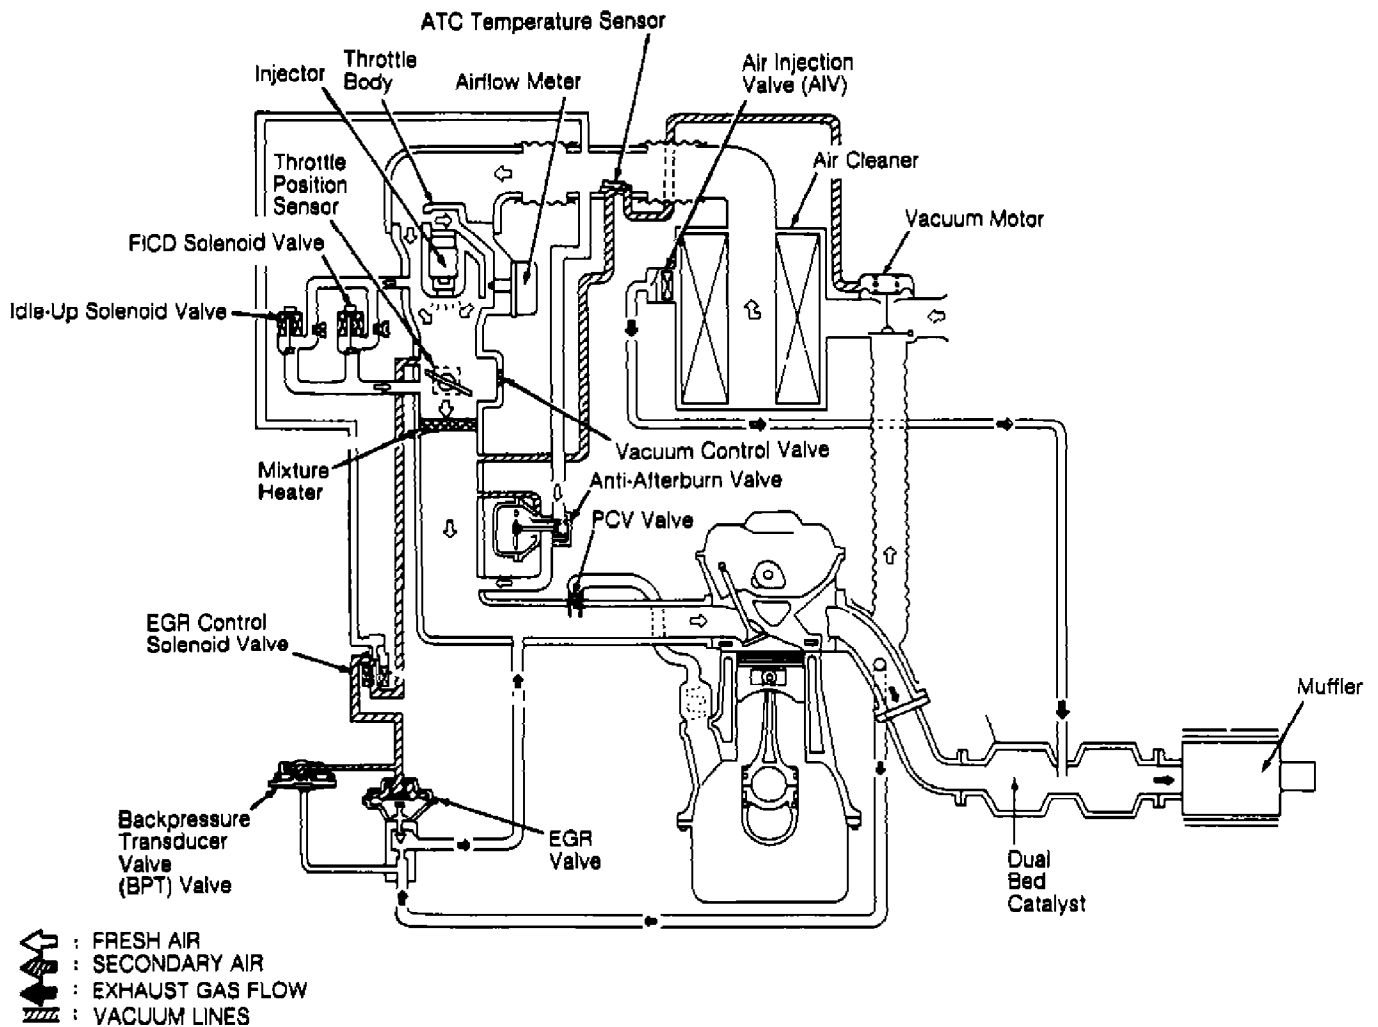 ATC Temperature Sensor
Injector
Throttle
Body
Airflow Meter
Air Injection
Valve (AIV)
Throttle
Position
Sensor
Air Cleaner
Vacuum Motor
FICD Solenoid Valve
Idle-Up Solenoid Valve
Mixture
Heater
Vacuum Control Valve
Anti-Afterburn Valve
PCV Valve
EGR Control
Solenoid Valve
Muffler
Backpressure
Transducer
Valve
(BPT) Valve
EGR
Valve
Dual
Bed
Catalyst
: FRESH AIR
: SECONDARY AIR
: EXHAUST GAS FLOW
: VACUUM LINES